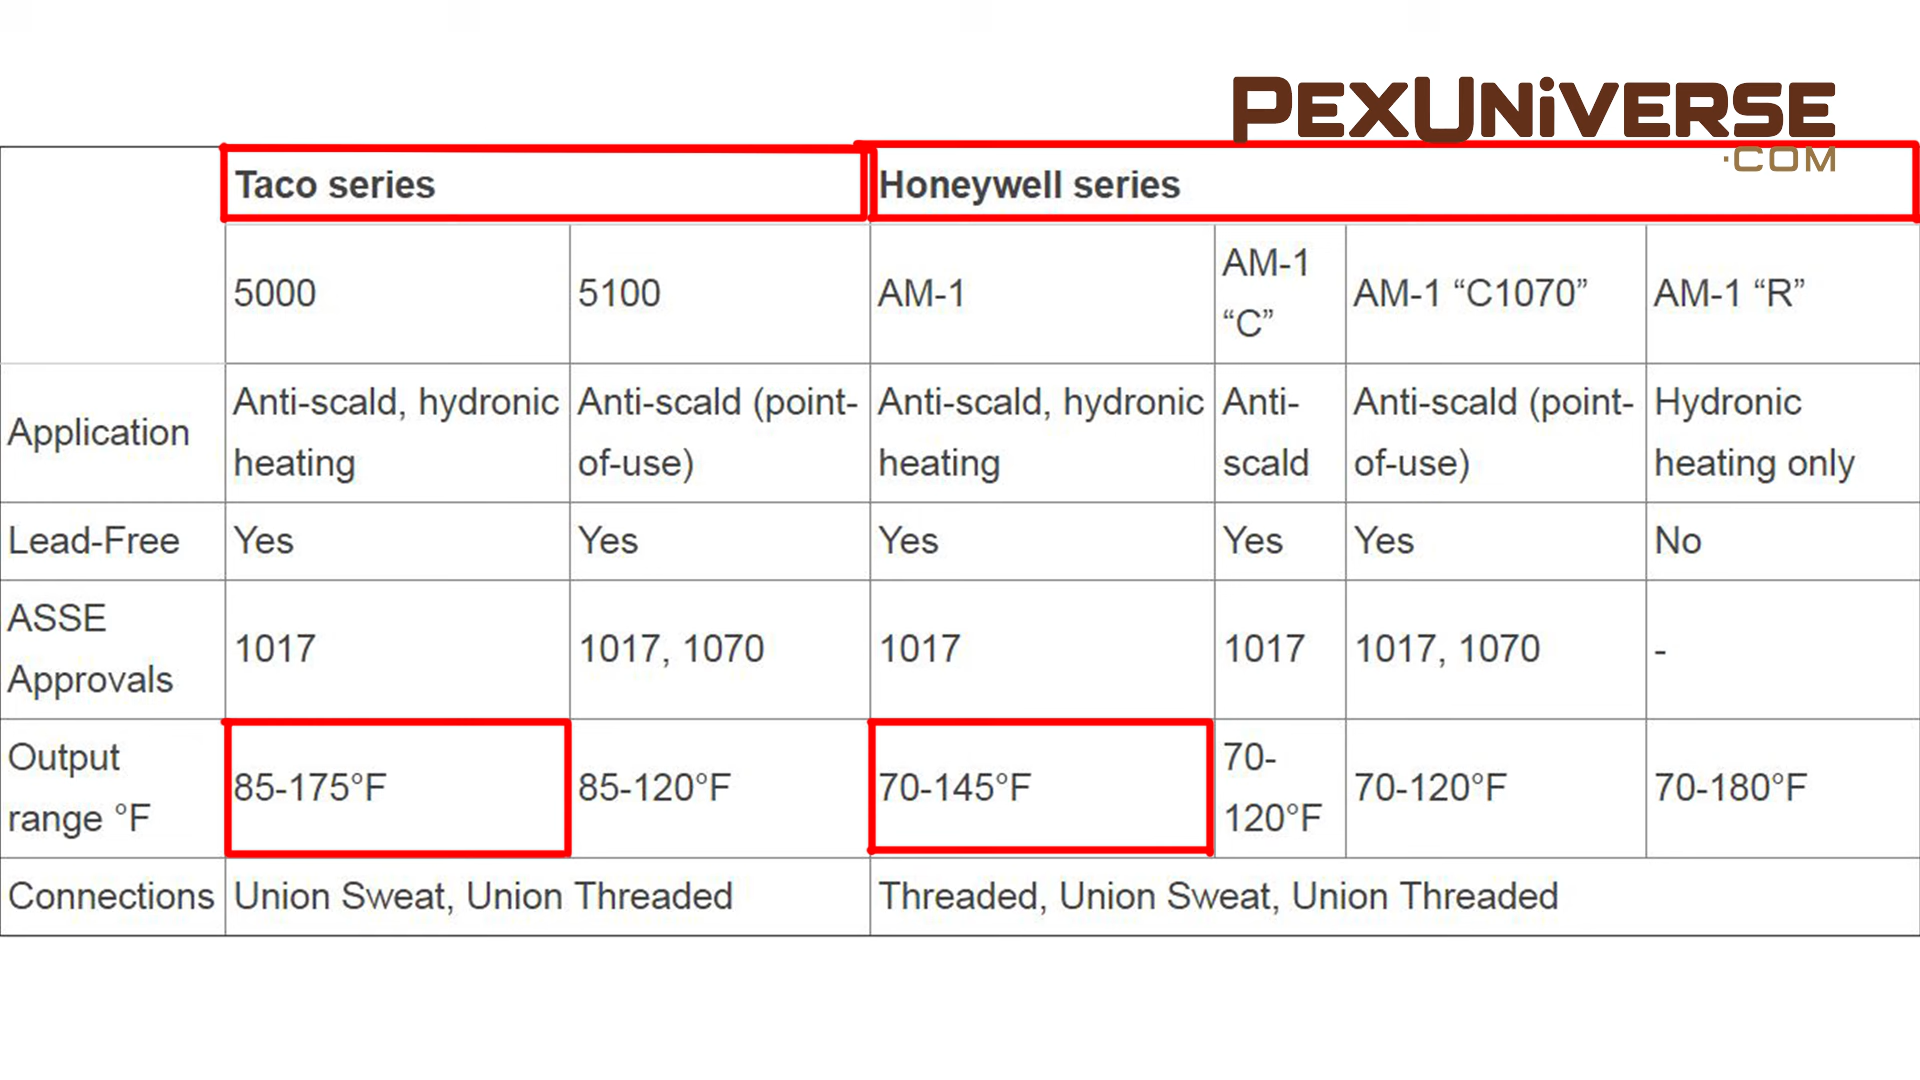 PEXUNiVERSE
.COM
Taco series Honeywell series
5000 5100 AM-1 AM-1 “C” AM-1 “C1070” AM-1 “R”
Application Anti-scald, hydronic heating Anti-scald (point-of-use) Anti-scald, hydronic heating Anti-scald Anti-scald (point-of-use) Hydronic heating only
Lead-Free Yes Yes Yes Yes Yes No
ASSE Approvals 1017 1017, 1070 1017 1017 1017, 1070 -
Output range °F 85-175°F 85-120°F 70-145°F 70-120°F 70-120°F 70-180°F
Connections Union Sweat, Union Threaded Threaded, Union Sweat, Union Threaded